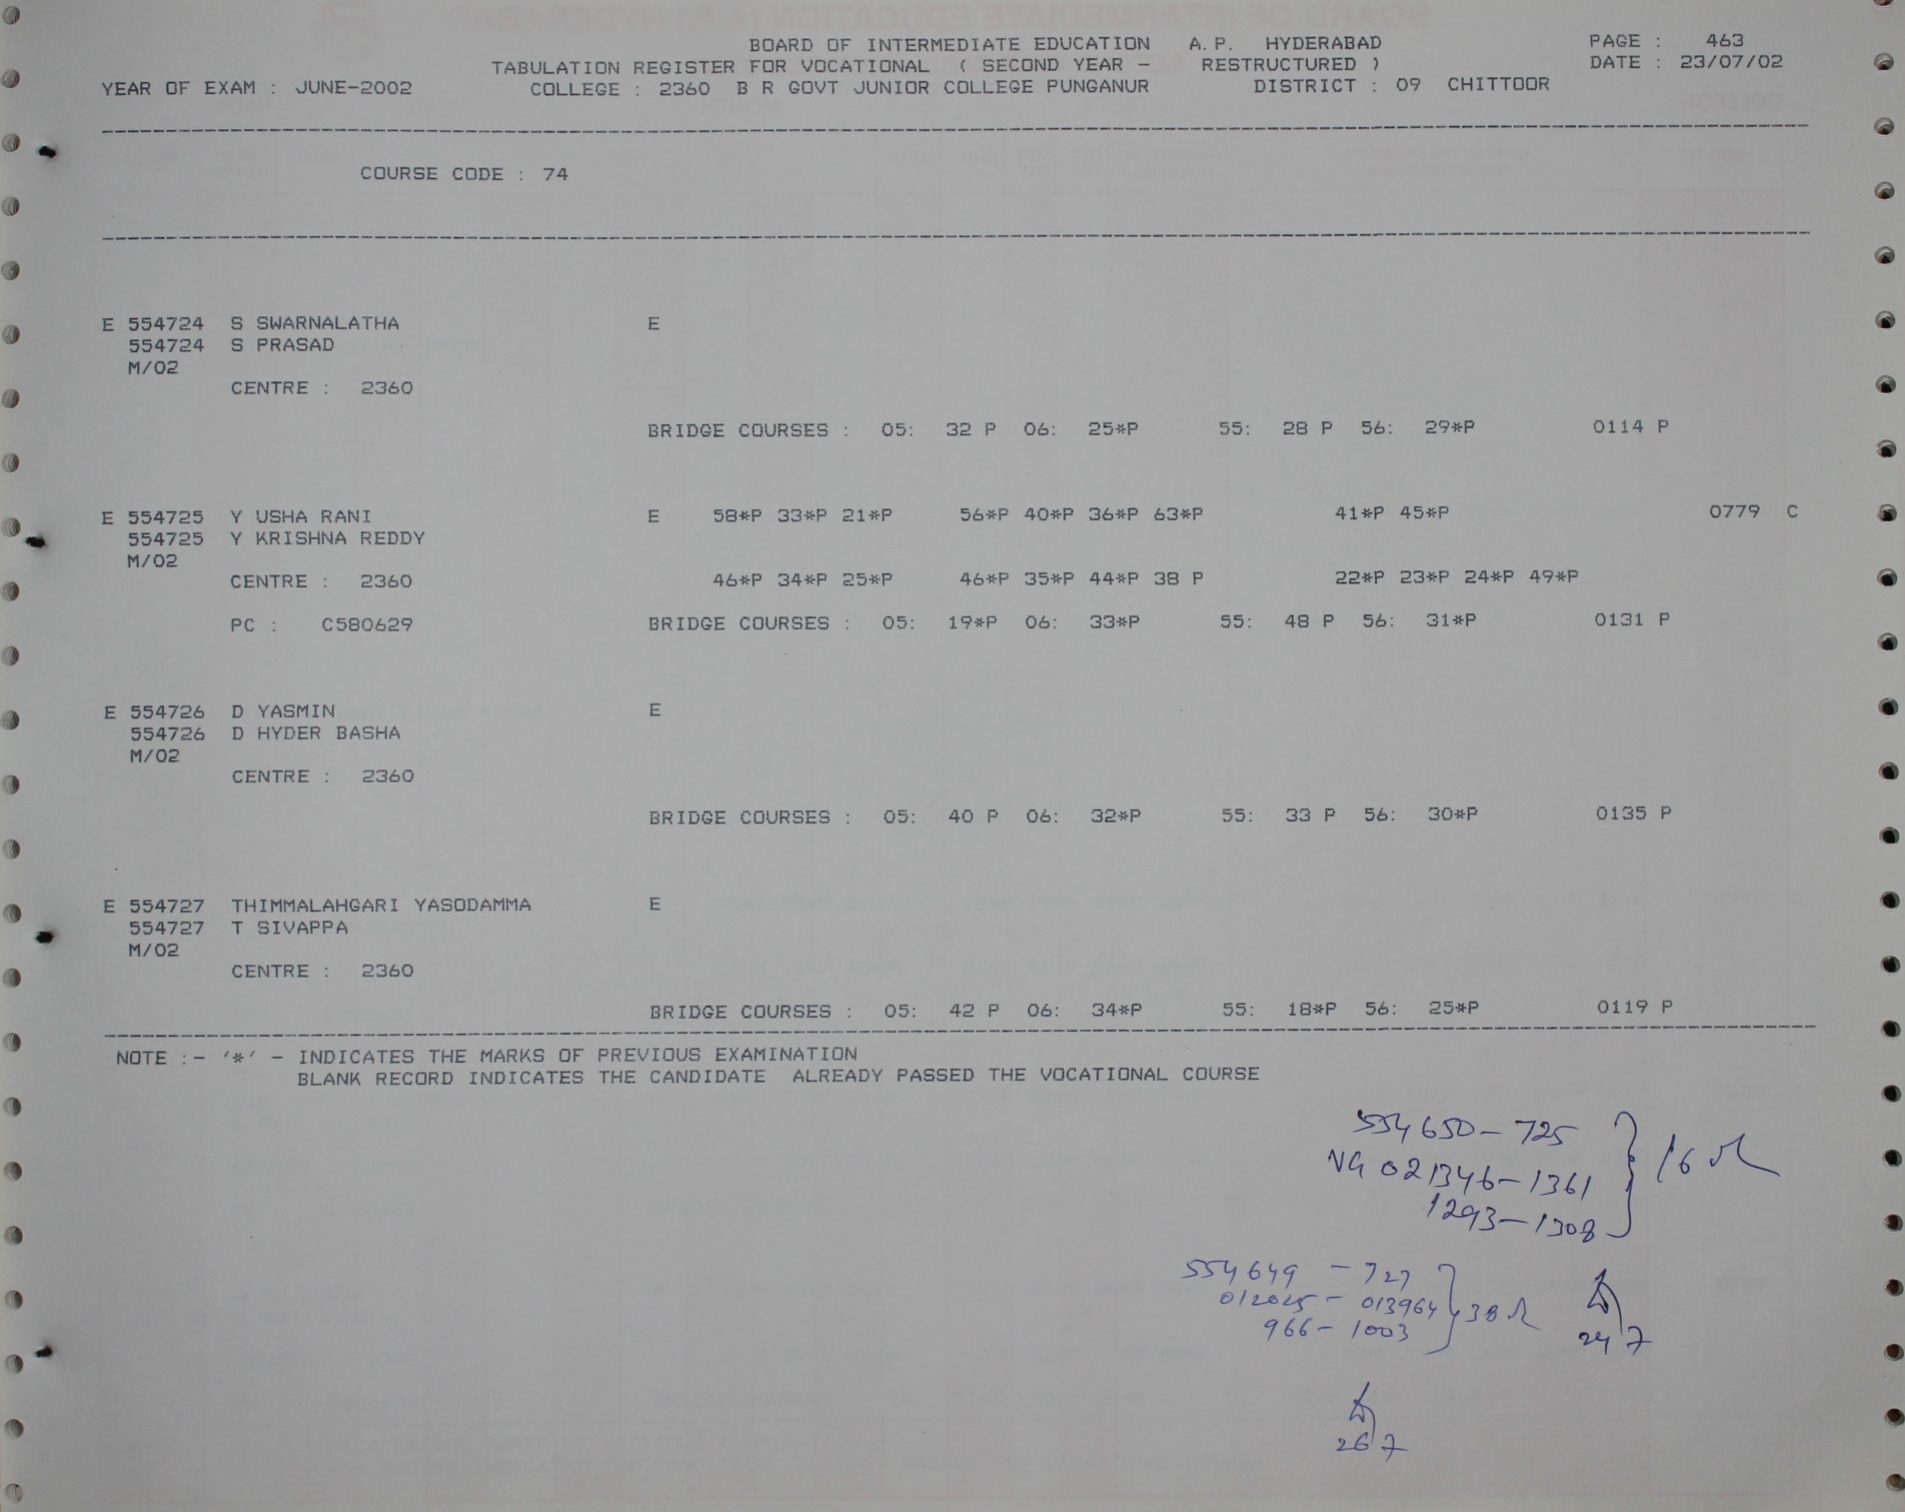 BOARD OF INTERMEDIATE EDUCATION A.P. HYDERABAD PAGE : 463
TABULATION REGISTER FOR VOCATIONAL ( SECOND YEAR - RESTRUCTURED ) DATE : 23/07/02
YEAR OF EXAM : JUNE-2002 COLLEGE : 2360 B R GOVT JUNIOR COLLEGE PUNGANUR DISTRICT : 09 CHITTOOR
COURSE CODE : 74
E 554724 S SWARNALATHA E
554724 S PRASAD
M/02
CENTRE : 2360
BRIDGE COURSES : 05: 32 P 06: 25*P 55: 28 P 56: 29*P 0114 P
E 554725 Y USHA RANI E 58*P 33*P 21*P 56*P 40*P 36*P 63*P 41*P 45*P 0779 C
554725 Y KRISHNA REDDY
M/02
CENTRE : 2360 46*P 34*P 25*P 46*P 35*P 44*P 38 P 22*P 23*P 24*P 49*P
PC : C580629 BRIDGE COURSES : 05: 19*P 06: 33*P 55: 48 P 56: 31*P 0131 P
E 554726 D YASMIN E
554726 D HYDER BASHA
M/02
CENTRE : 2360
BRIDGE COURSES : 05: 40 P 06: 32*P 55: 33 P 56: 30*P 0135 P
E 554727 THIMMALAHGARI YASODAMMA E
554727 T SIVAPPA
M/02
CENTRE : 2360
BRIDGE COURSES : 05: 42 P 06: 34*P 55: 18*P 56: 25*P 0119 P
NOTE :- '*' - INDICATES THE MARKS OF PREVIOUS EXAMINATION
BLANK RECORD INDICATES THE CANDIDATE ALREADY PASSED THE VOCATIONAL COURSE
554650 - 725
VG 021346 - 1361 16
1293 - 1308
554649 - 727
012025 - 013964 38
966 - 1003
24 7
26 7